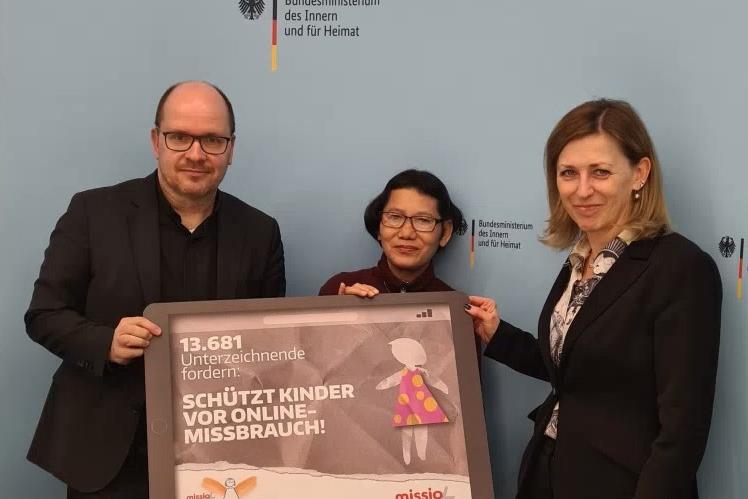 Bundesministerium
des Innern
und für Heimat
Bundesministerium
des Innern
und für Heimat
13.681
Unterzeichnende
fordern:
SCHÜTZT KINDER
VOR ONLINE-
MISSBRAUCH!
missio
missio